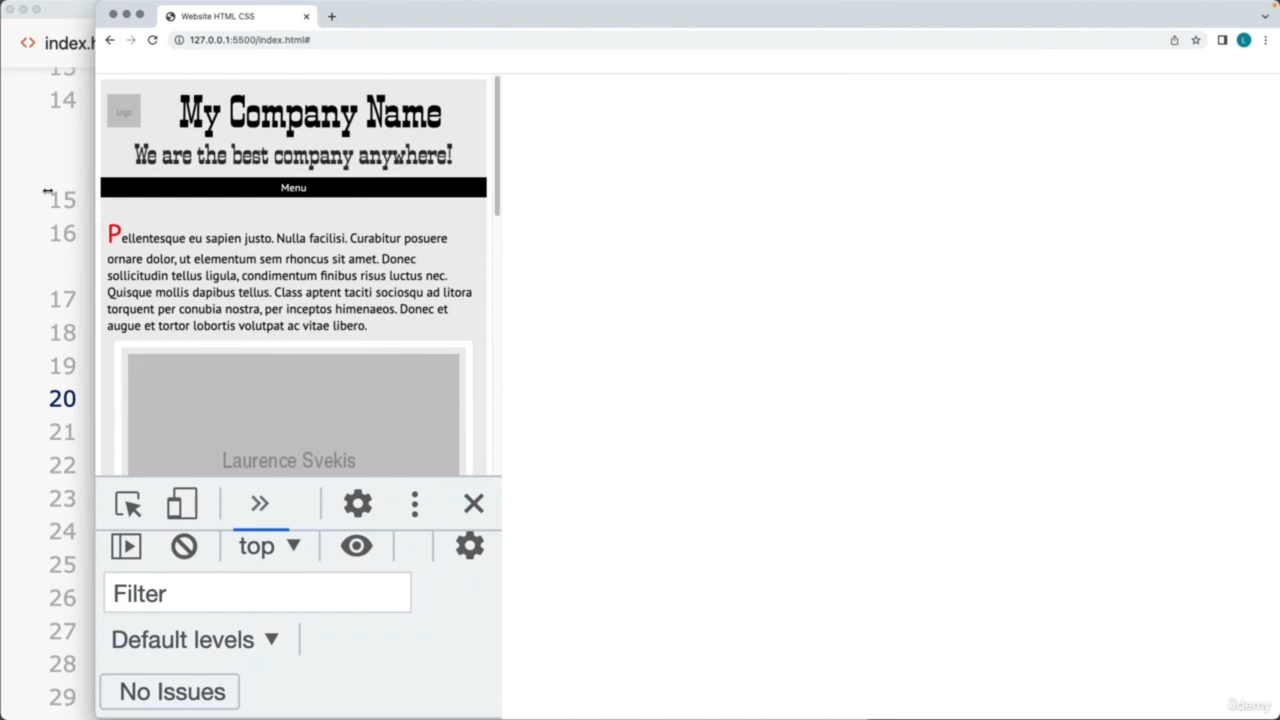 Website HTML CSS
index.h
127.0.0.1:5500/index.html#
13
14
15
16
17
18
19
20
21
22
23
24
25
26
27
28
29
Logo
My Company Name
We are the best company anywhere!
Menu
Pellentesque eu sapien justo. Nulla facilisi. Curabitur posuere
ornare dolor, ut elementum sem rhoncus sit amet. Donec
sollicitudin tellus ligula, condimentum finibus risus luctus nec.
Quisque mollis dapibus tellus. Class aptent taciti sociosqu ad litora
torquent per conubia nostra, per inceptos himenaeos. Donec et
augue et tortor lobortis volutpat ac vitae libero.
Laurence Svekis
top
Filter
Default levels
No Issues
L
ûdemy